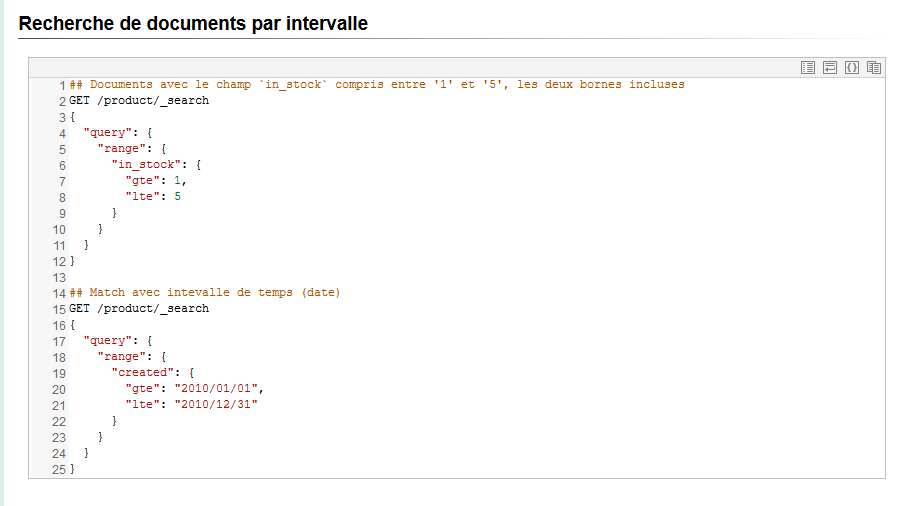 Recherche de documents par intervalle
1 ## Documents avec le champ `in_stock` compris entre '1' et '5', les deux bornes incluses
2 GET /product/_search
3 {
4   "query": {
5     "range": {
6       "in_stock": {
7         "gte": 1,
8         "lte": 5
9       }
10     }
11   }
12 }
13
14 ## Match avec intevalle de temps (date)
15 GET /product/_search
16 {
17   "query": {
18     "range": {
19       "created": {
20         "gte": "2010/01/01",
21         "lte": "2010/12/31"
22       }
23     }
24   }
25 }